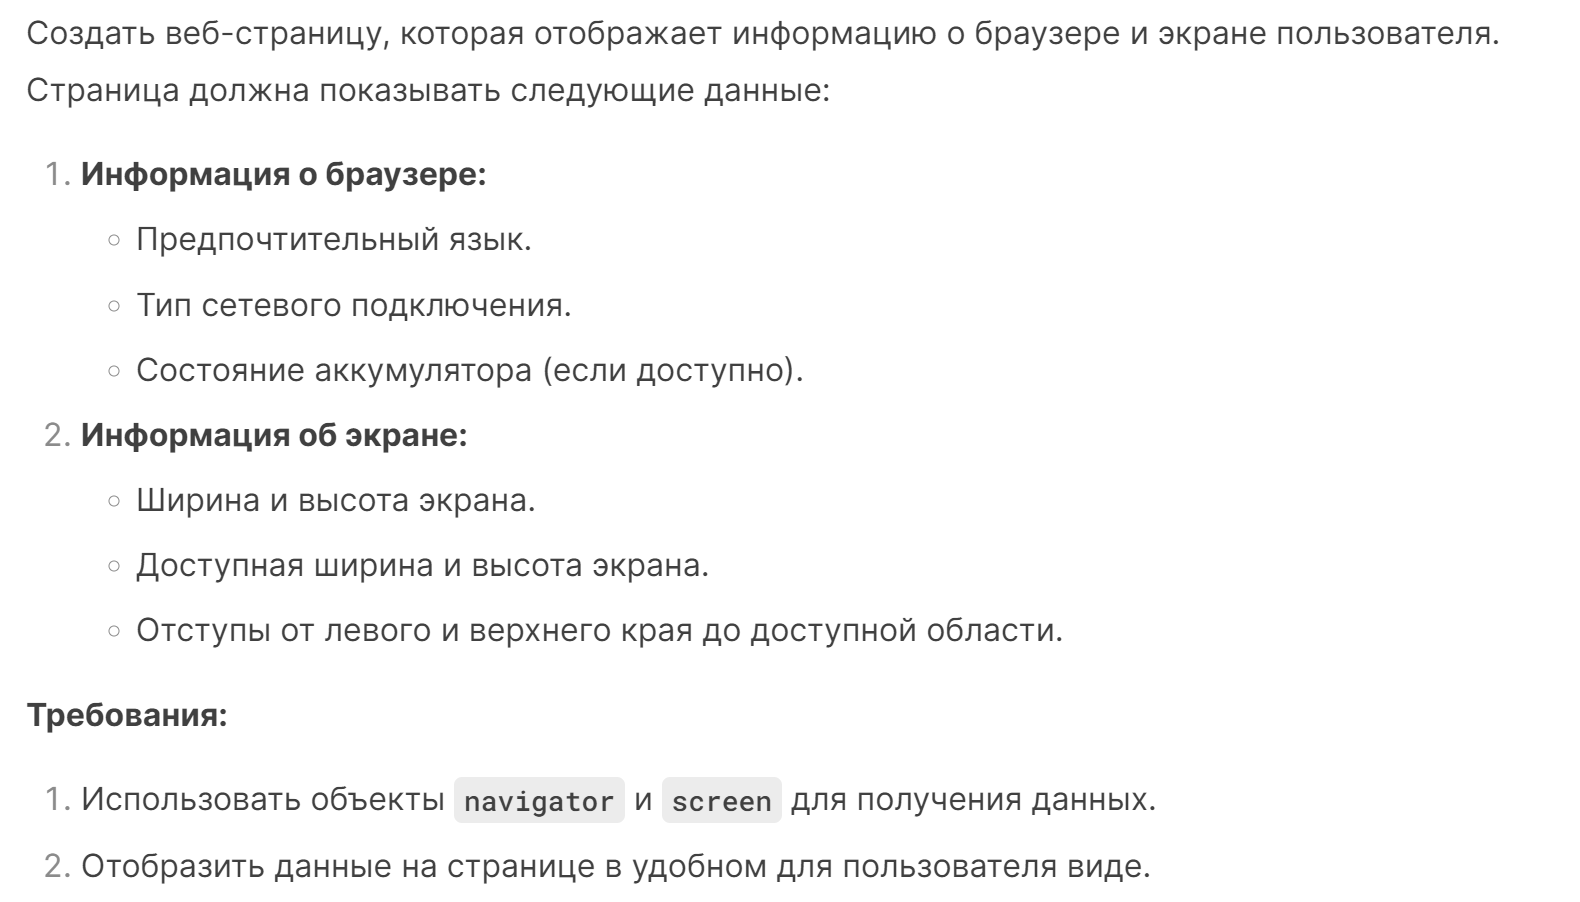 Создать веб-страницу, которая отображает информацию о браузере и экране пользователя.
Страница должна показывать следующие данные:
1. Информация о браузере:
◦ Предпочтительный язык.
◦ Тип сетевого подключения.
◦ Состояние аккумулятора (если доступно).
2. Информация об экране:
◦ Ширина и высота экрана.
◦ Доступная ширина и высота экрана.
◦ Отступы от левого и верхнего края до доступной области.
Требования:
1. Использовать объекты navigator и screen для получения данных.
2. Отобразить данные на странице в удобном для пользователя виде.